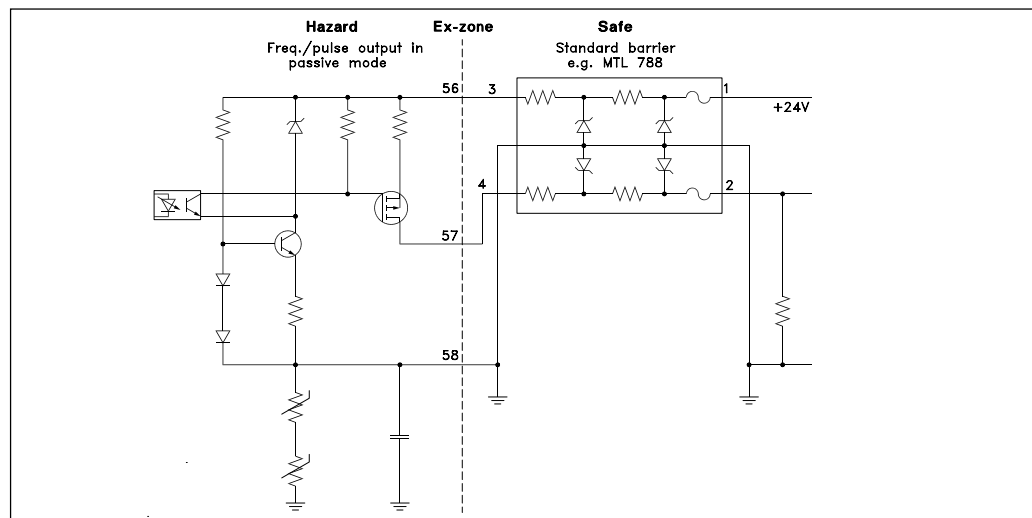 Hazard
Ex-zone
Safe
Freq./pulse output in
passive mode
Standard barrier
e.g. MTL 788
56
3
1
+24V
4
2
57
58